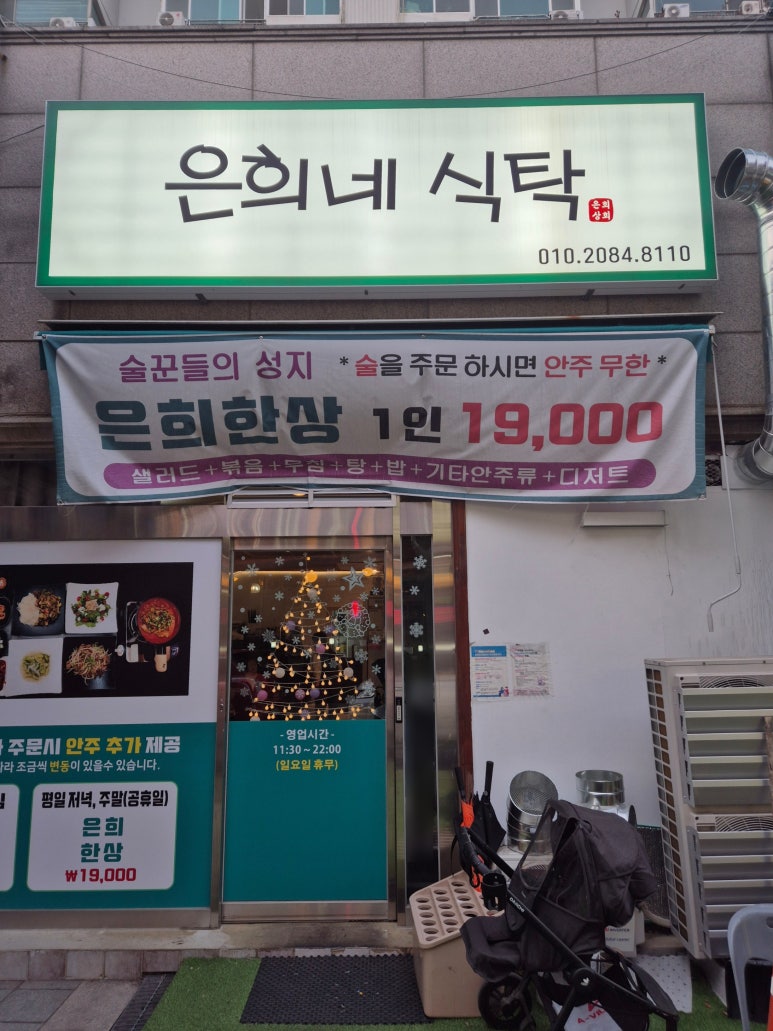 은희네 식탁
은희
상회
010.2084.8110
술꾼들의 성지 *술을 주문 하시면 안주 무한*
은희한상 1인 19,000
샐러드+볶음+무침+탕+밥+기타안주류+디저트
주문시 안주 추가 제공
따라 조금씩 변동이 있을수 있습니다.
평일 저녁, 주말(공휴일)
은희
한상
₩19,000
- 영업시간 -
11:30~22:00
(일요일 휴무)